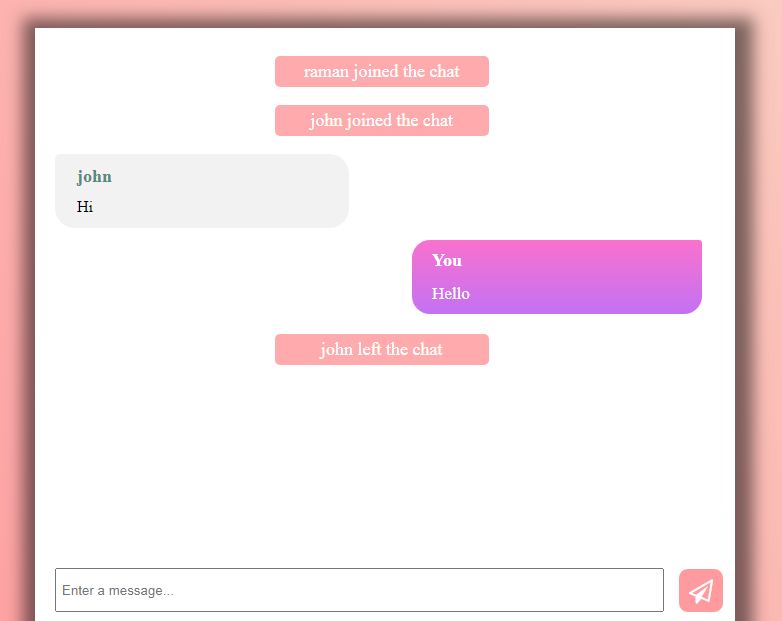 raman joined the chat
john joined the chat
john
Hi
You
Hello
john left the chat
Enter a message...